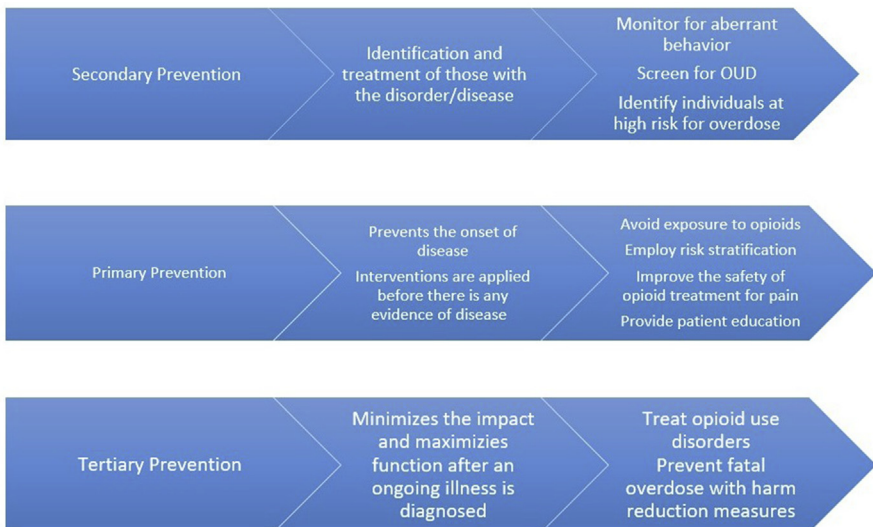 Secondary Prevention
Identification and
treatment of those with
the disorder/disease
Monitor for aberrant
behavior
Screen for OUD
Identify individuals at
high risk for overdose
Primary Prevention
Prevents the onset of
disease
Interventions are applied
before there is any
evidence of disease
Avoid exposure to opioids
Employ risk stratification
Improve the safety of
opioid treatment for pain
Provide patient education
Tertiary Prevention
Minimizes the impact
and maximizies
function after an
ongoing illness is
diagnosed
Treat opioid use
disorders
Prevent fatal
overdose with harm
reduction measures